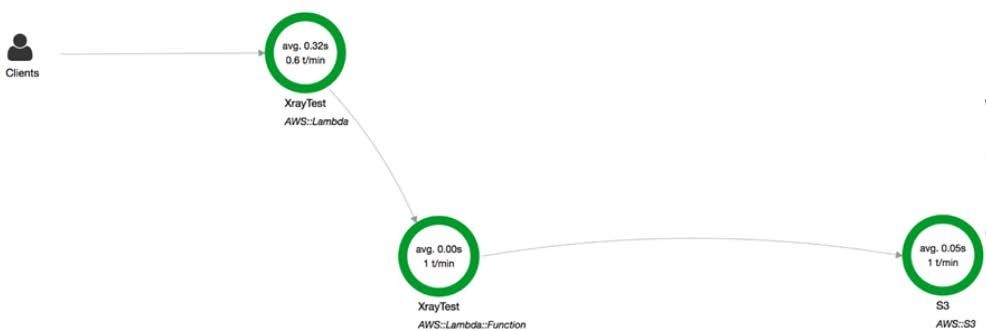 avg. 0.32s
0.6 t/min
Clients
XrayTest
AWS::Lambda
avg. 0.00s
1 t/min
avg. 0.05s
1 t/min
XrayTest
AWS::Lambda::Function
S3
AWS::S3